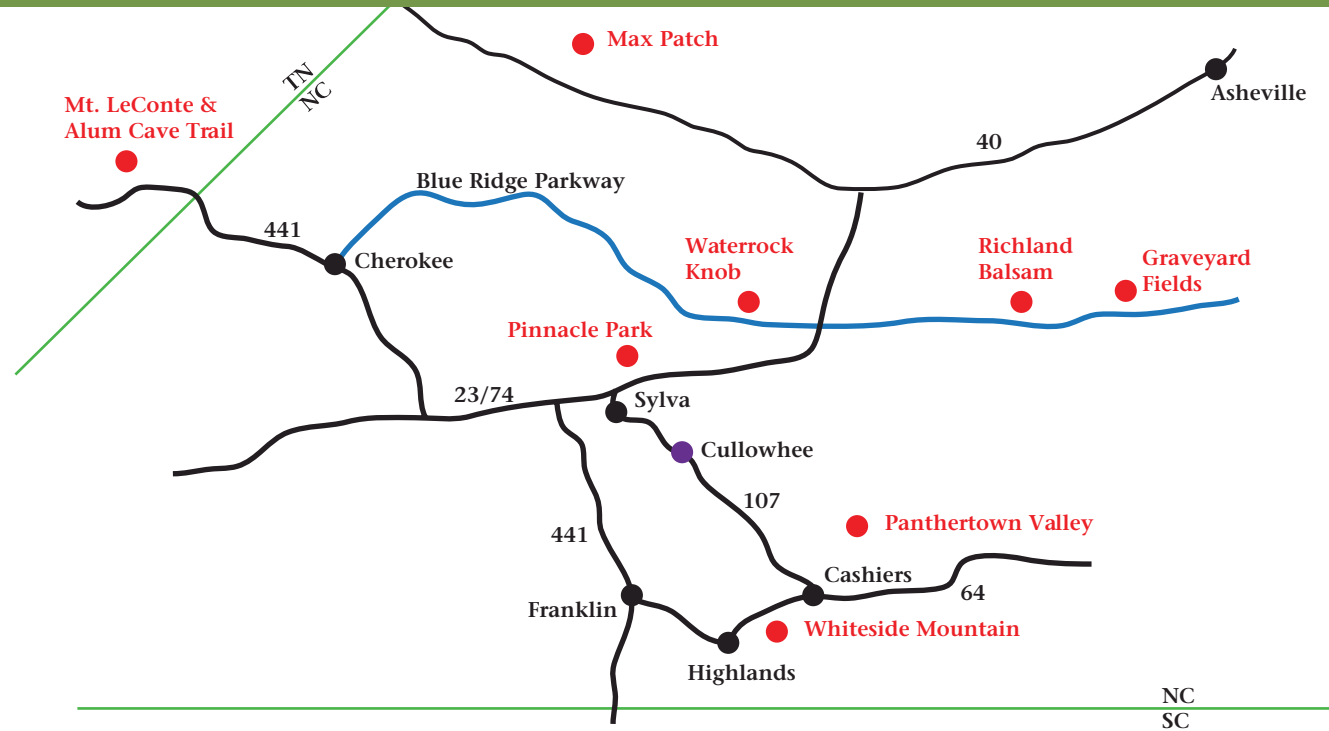 Max Patch
Asheville
TN
NC
Mt. LeConte &
Alum Cave Trail
40
Blue Ridge Parkway
441
Cherokee
Waterrock
Knob
Richland
Balsam
Graveyard
Fields
Pinnacle Park
23/74
Sylva
Cullowhee
107
441
Panthertown Valley
Cashiers
64
Franklin
Whiteside Mountain
Highlands
NC
SC